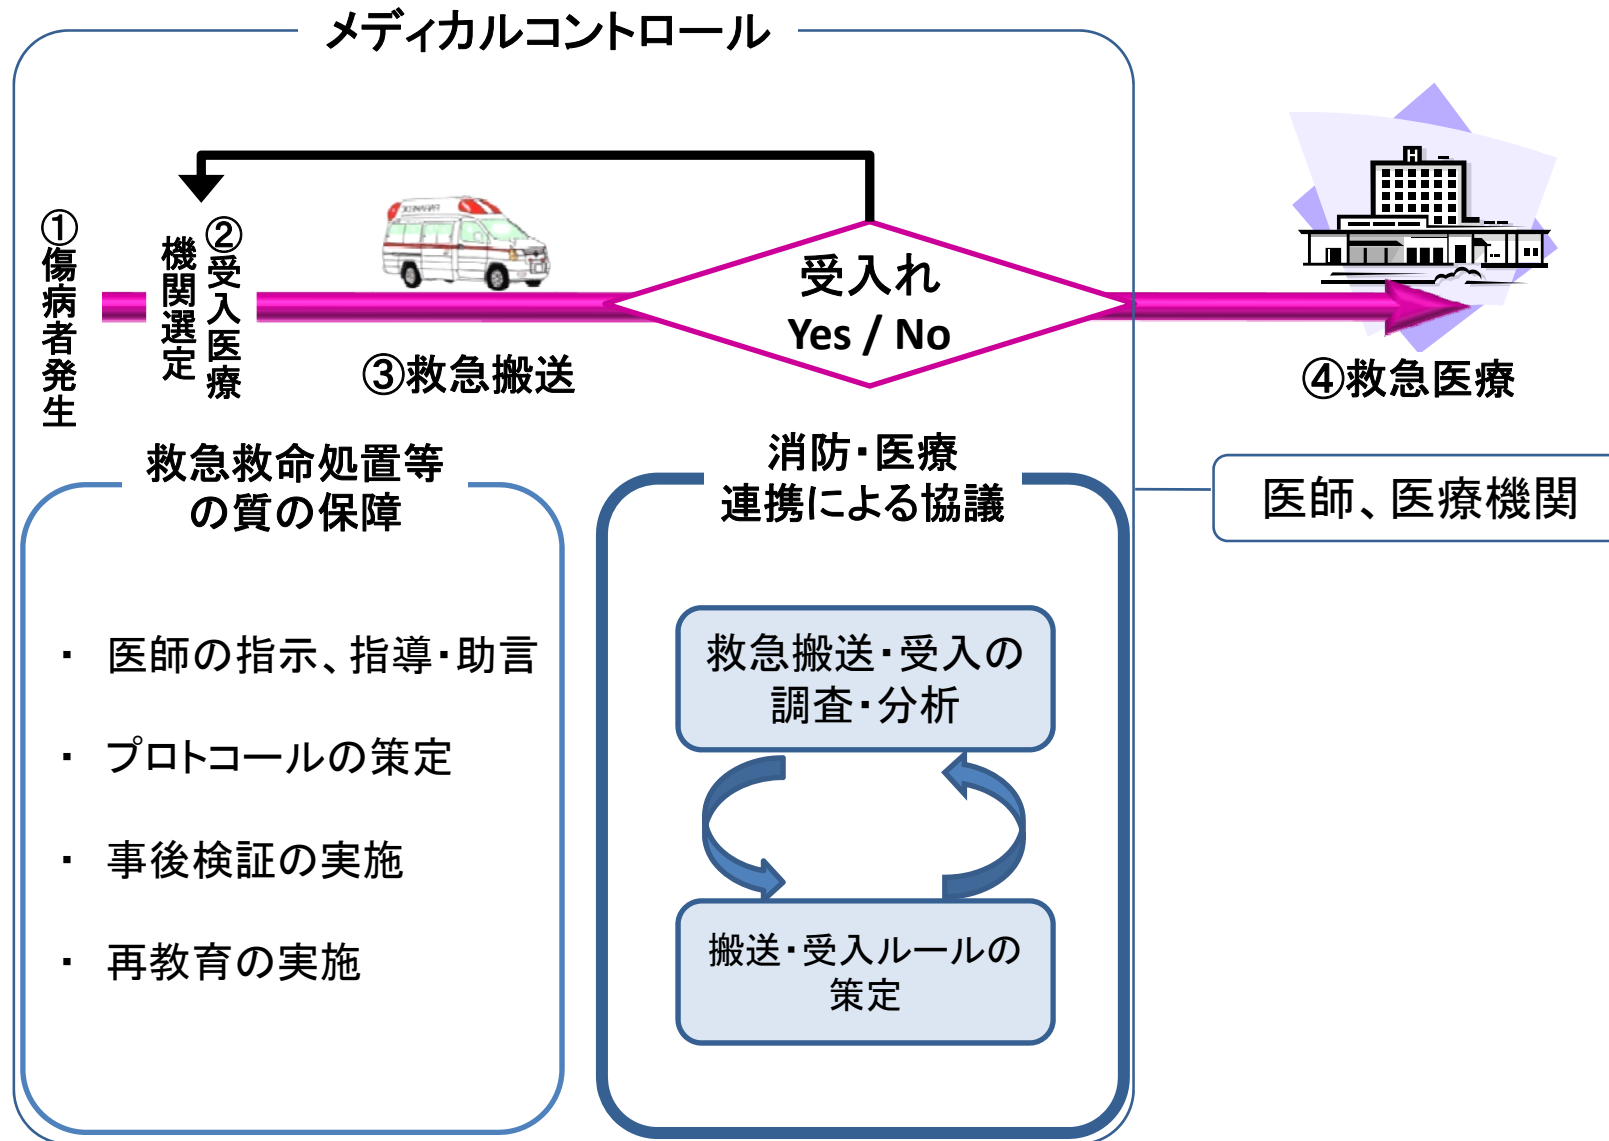 メディカルコントロール
①傷病者発生
②受入医療
機関選定
③救急搬送
受入れ
Yes / No
④救急医療
救急救命処置等
の質の保障
・ 医師の指示、指導・助言
・ プロトコールの策定
・ 事後検証の実施
・ 再教育の実施
消防・医療
連携による協議
救急搬送・受入の
調査・分析
搬送・受入ルールの
策定
医師、医療機関
H